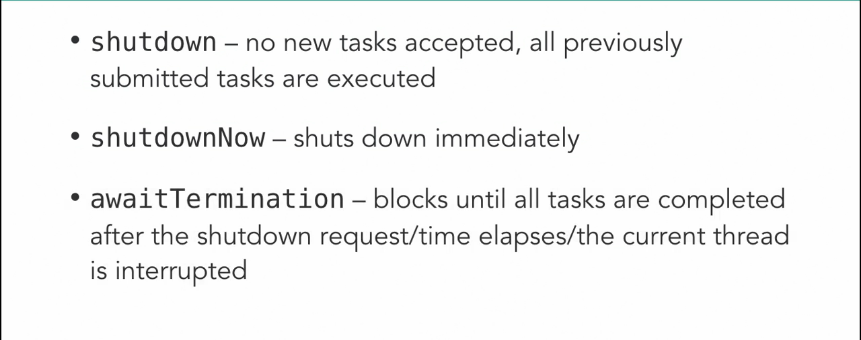 • shutdown – no new tasks accepted, all previously
submitted tasks are executed
• shutdownNow – shuts down immediately
• awaitTermination – blocks until all tasks are completed
after the shutdown request/time elapses/the current thread
is interrupted